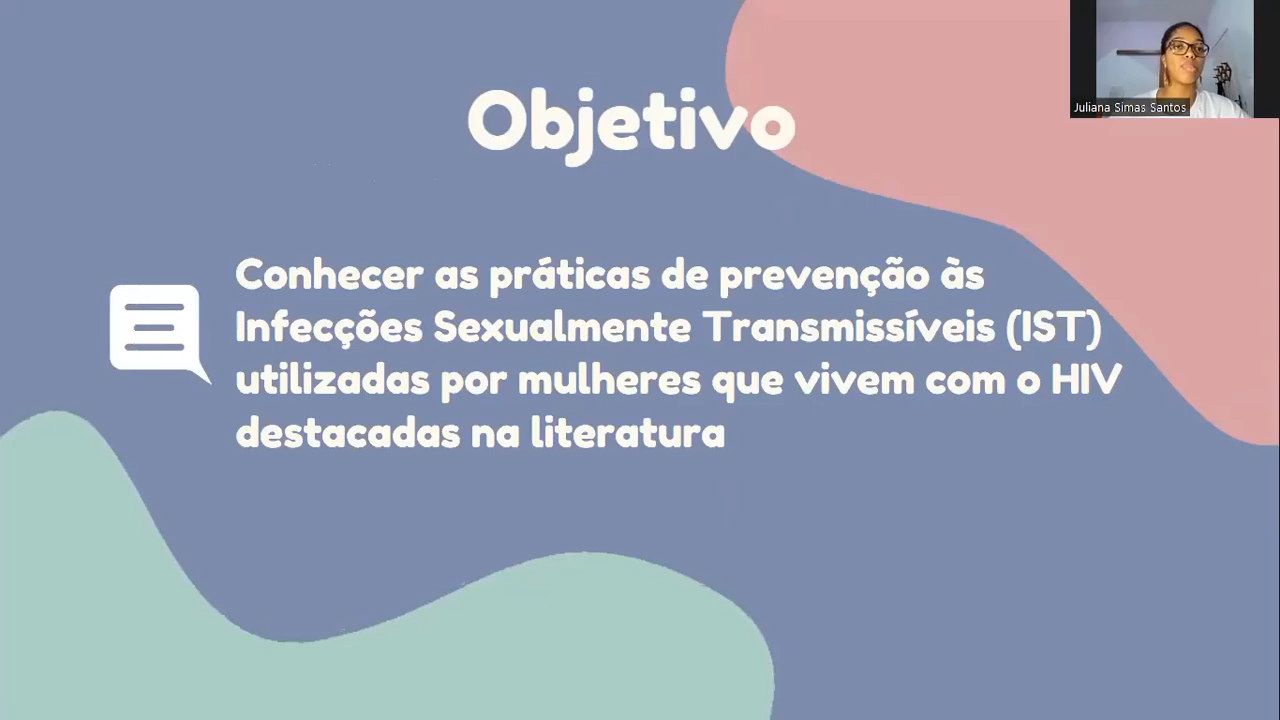 Juliana Simas Santos
Objetivo
Conhecer as práticas de prevenção às
Infecções Sexualmente Transmissíveis (IST)
utilizadas por mulheres que vivem com o HIV
destacadas na literatura